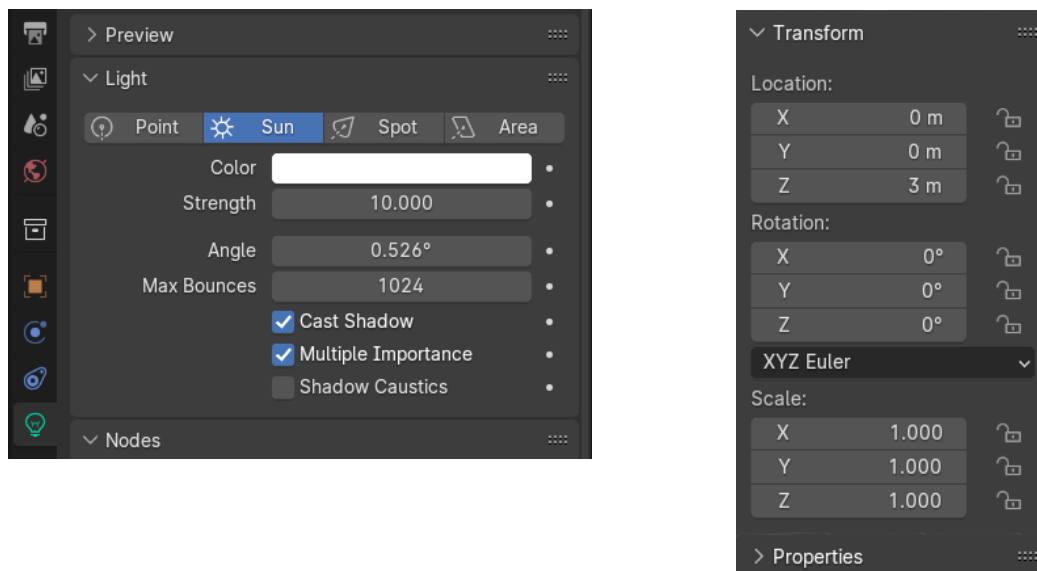 Preview
Light
Point Sun Spot Area
Color
Strength 10.000
Angle 0.526°
Max Bounces 1024
Cast Shadow
Multiple Importance
Shadow Caustics
Nodes
Transform
Location:
X 0 m
Y 0 m
Z 3 m
Rotation:
X 0°
Y 0°
Z 0°
XYZ Euler
Scale:
X 1.000
Y 1.000
Z 1.000
Properties